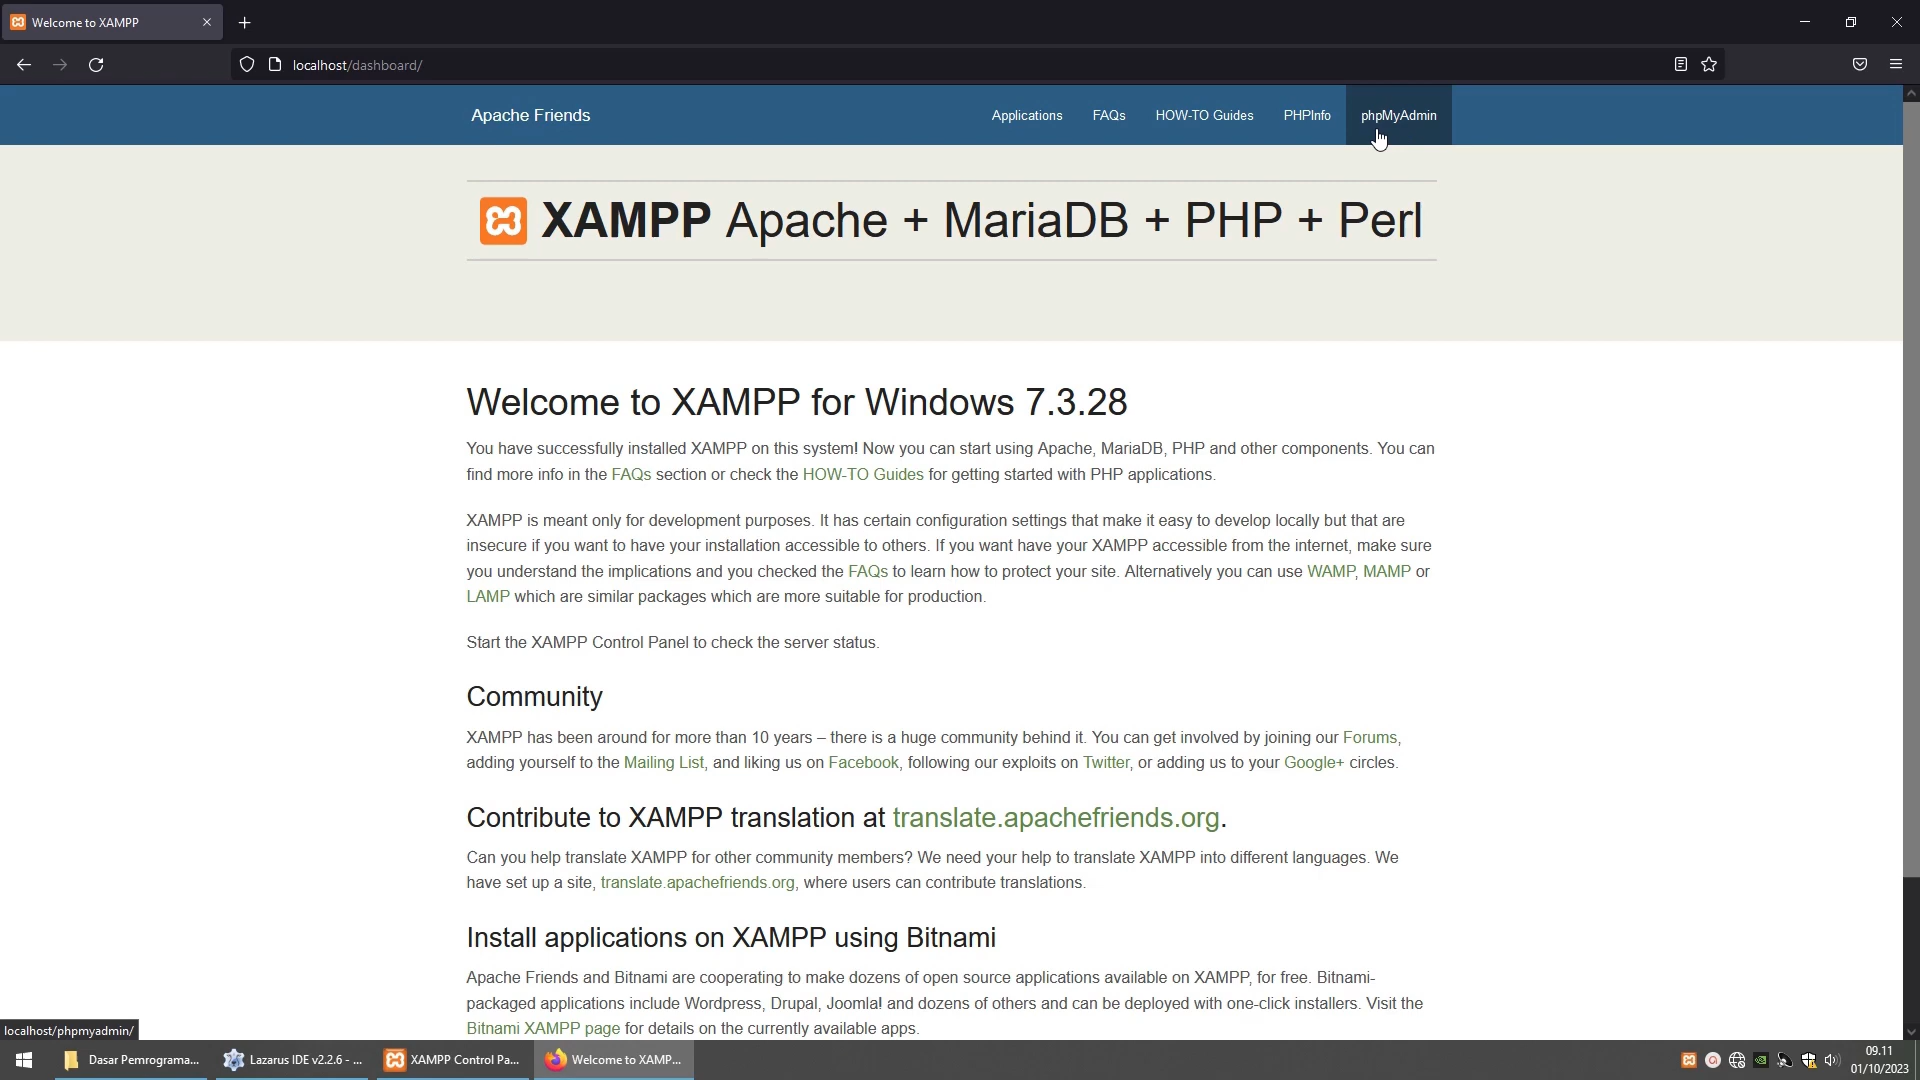 Welcome to XAMPP
localhost/dashboard/
Apache Friends
Applications
FAQs
HOW-TO Guides
PHPInfo
phpMyAdmin
XAMPP Apache + MariaDB + PHP + Perl
Welcome to XAMPP for Windows 7.3.28
You have successfully installed XAMPP on this system! Now you can start using Apache, MariaDB, PHP and other components. You can
find more info in the FAQs section or check the HOW-TO Guides for getting started with PHP applications.
XAMPP is meant only for development purposes. It has certain configuration settings that make it easy to develop locally but that are
insecure if you want to have your installation accessible to others. If you want have your XAMPP accessible from the internet, make sure
you understand the implications and you checked the FAQs to learn how to protect your site. Alternatively you can use WAMP, MAMP or
LAMP which are similar packages which are more suitable for production.
Start the XAMPP Control Panel to check the server status.
Community
XAMPP has been around for more than 10 years – there is a huge community behind it. You can get involved by joining our Forums,
adding yourself to the Mailing List, and liking us on Facebook, following our exploits on Twitter, or adding us to your Google+ circles.
Contribute to XAMPP translation at translate.apachefriends.org.
Can you help translate XAMPP for other community members? We need your help to translate XAMPP into different languages. We
have set up a site, translate.apachefriends.org, where users can contribute translations.
Install applications on XAMPP using Bitnami
Apache Friends and Bitnami are cooperating to make dozens of open source applications available on XAMPP, for free. Bitnami-
packaged applications include Wordpress, Drupal, Joomla! and dozens of others and can be deployed with one-click installers. Visit the
Bitnami XAMPP page for details on the currently available apps.
localhost/phpmyadmin/
Dasar Pemrograma...
Lazarus IDE v2.2.6 - ...
XAMPP Control Pa...
Welcome to XAMP...
09.11
01/10/2023